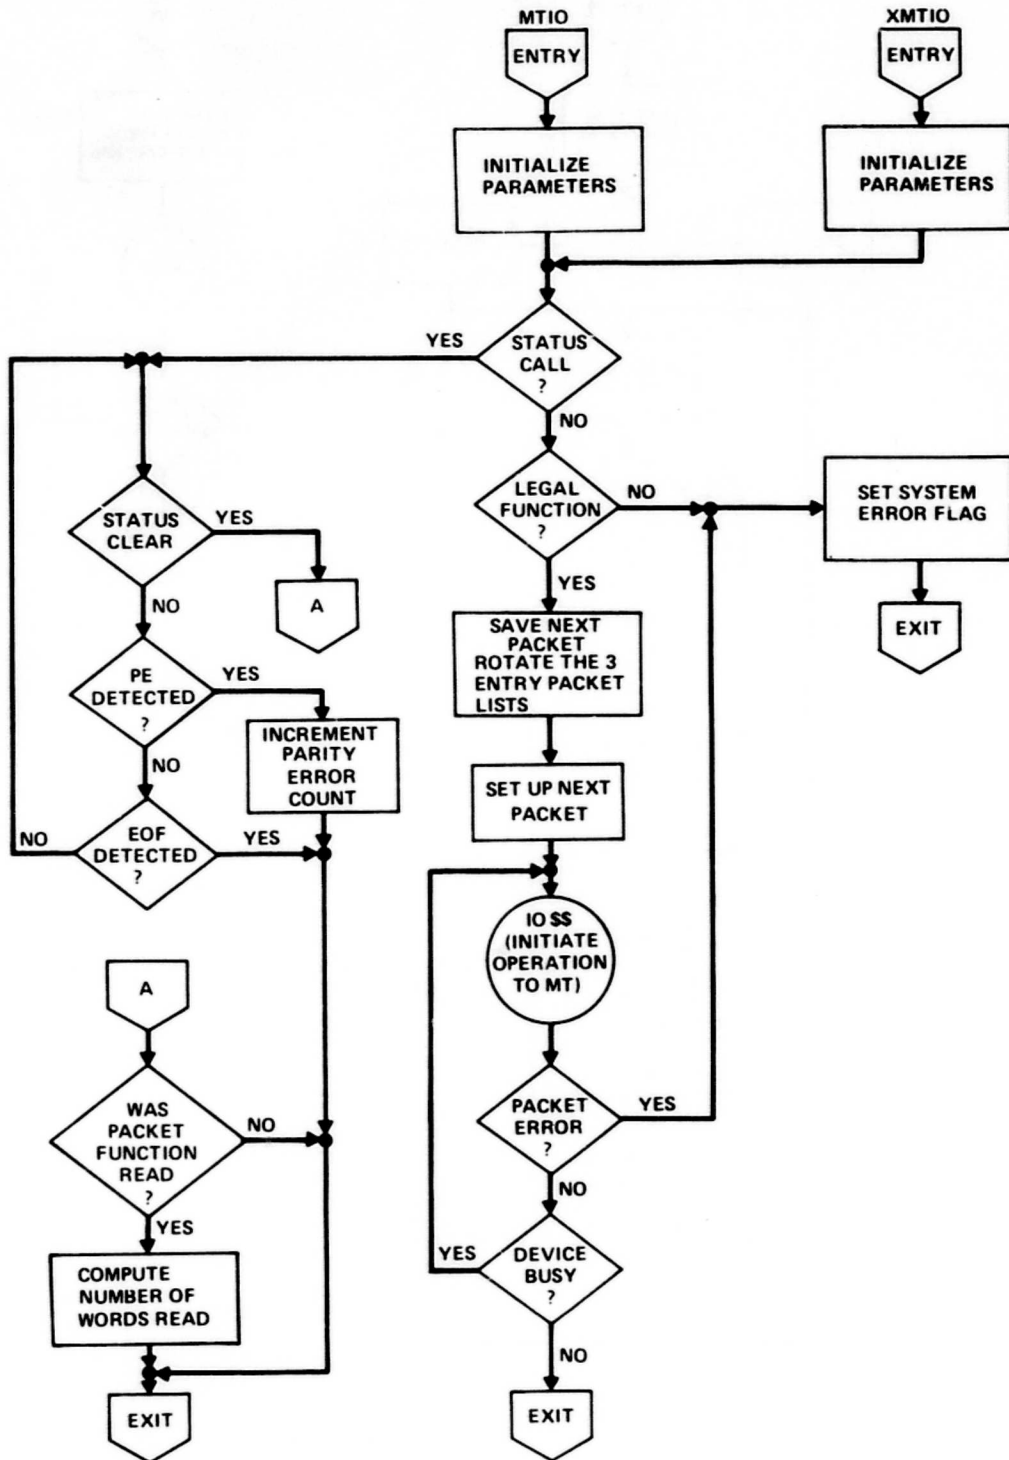 MTIO
ENTRY
XMTIO
ENTRY
INITIALIZE
PARAMETERS
INITIALIZE
PARAMETERS
YES
STATUS
CALL
?
NO
STATUS
CLEAR
YES
NO
A
LEGAL
FUNCTION
?
NO
YES
SET SYSTEM
ERROR FLAG
EXIT
PE
DETECTED
?
YES
NO
INCREMENT
PARITY
ERROR
COUNT
SAVE NEXT
PACKET
ROTATE THE 3
ENTRY PACKET
LISTS
SET UP NEXT
PACKET
NO
EOF
DETECTED
?
YES
IO $$
(INITIATE
OPERATION
TO MT)
A
WAS
PACKET
FUNCTION
READ
?
NO
YES
PACKET
ERROR
?
YES
NO
COMPUTE
NUMBER OF
WORDS READ
YES
DEVICE
BUSY
?
NO
EXIT
EXIT